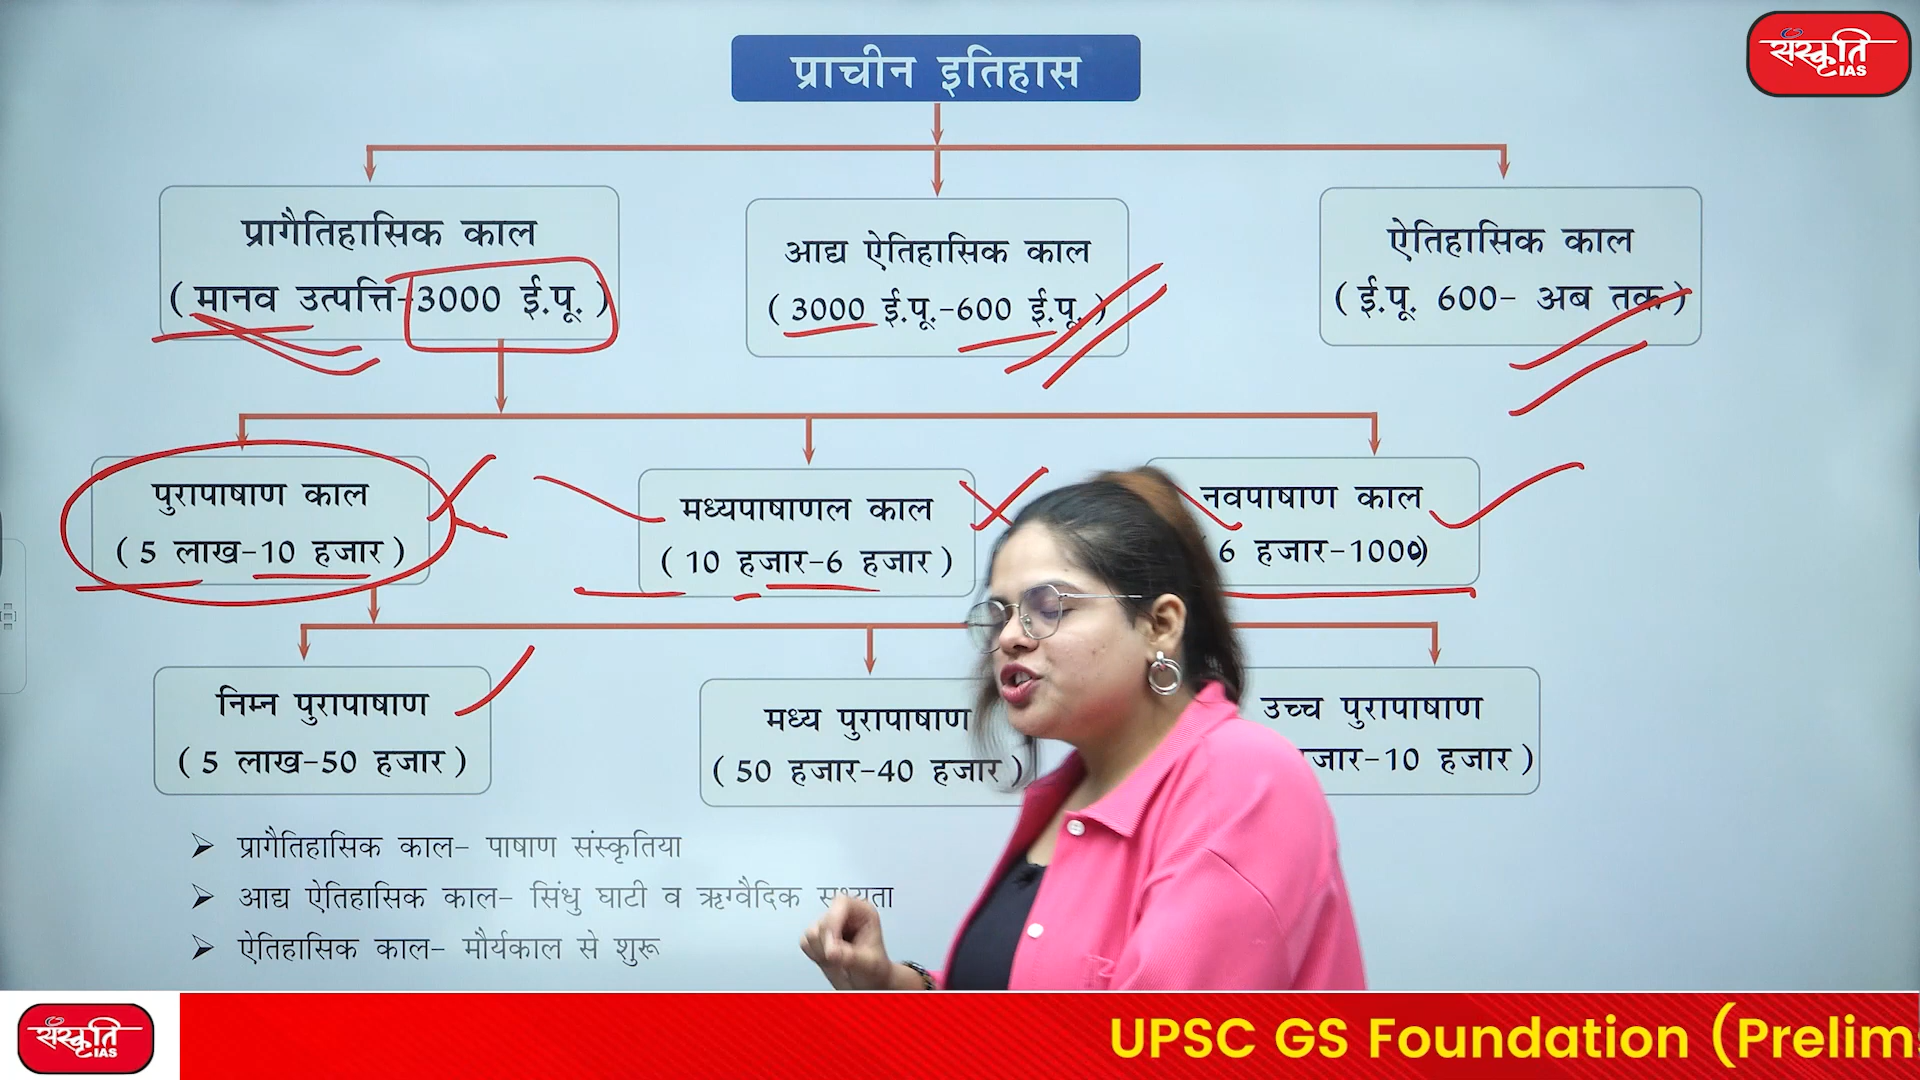 प्राचीन इतिहास
संस्कृति
IAS
प्रागैतिहासिक काल
(मानव उत्पत्ति-3000 ई.पू.)
आद्य ऐतिहासिक काल
(3000 ई.पू.-600 ई.पू.)
ऐतिहासिक काल
(ई.पू. 600- अब तक)
पुरापाषाण काल
(5 लाख-10 हजार)
मध्यपाषाणल काल
(10 हजार-6 हजार)
नवपाषाण काल
6 हजार-1000)
निम्न पुरापाषाण
(5 लाख-50 हजार)
मध्य पुरापाषाण
(50 हजार-40 हजार)
उच्च पुरापाषाण
जार-10 हजार)
➢ प्रागैतिहासिक काल- पाषाण संस्कृतिया
➢ आद्य ऐतिहासिक काल- सिंधु घाटी व ऋग्वैदिक सभ्यता
➢ ऐतिहासिक काल- मौर्यकाल से शुरू
संस्कृति
IAS
UPSC GS Foundation (Prelim